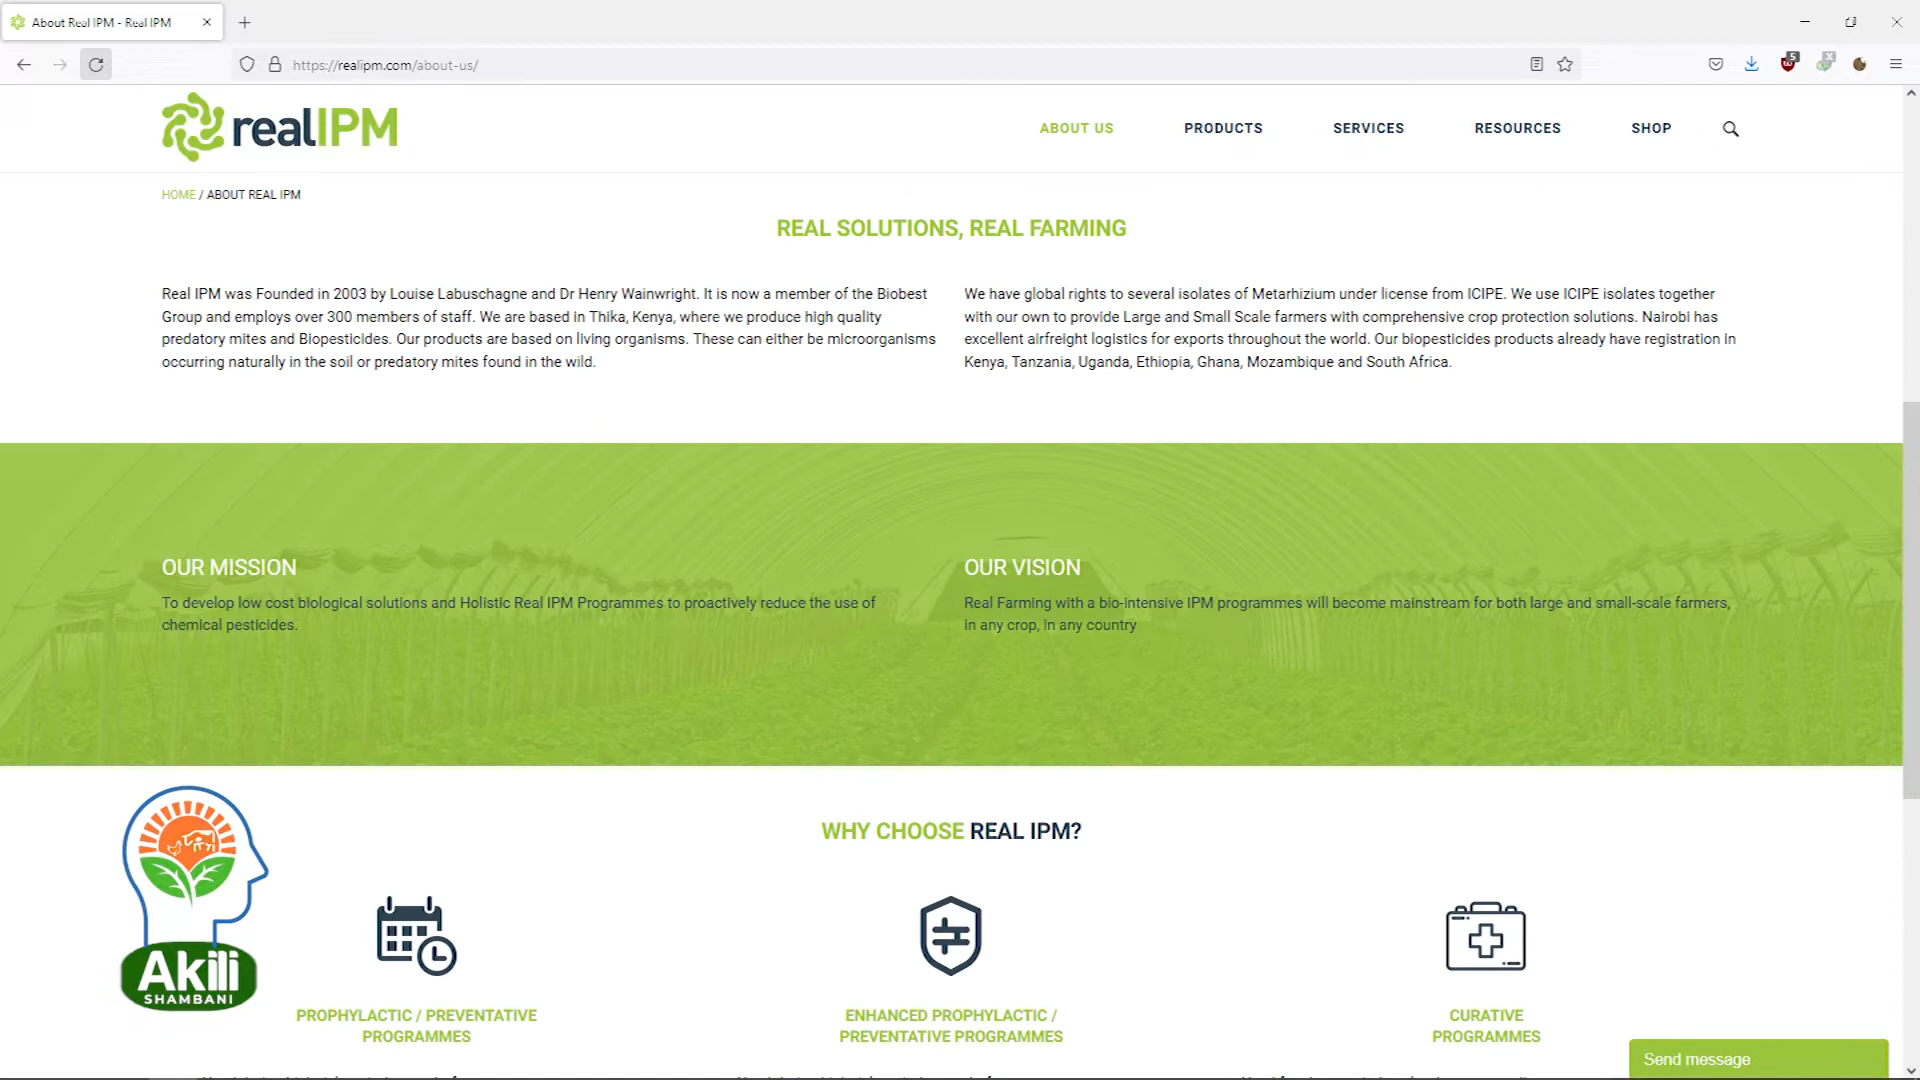 About Real IPM - Real IPM
https://realipm.com/about-us/
5
X
realIPM
ABOUT US
PRODUCTS
SERVICES
RESOURCES
SHOP
HOME / ABOUT REAL IPM
REAL SOLUTIONS, REAL FARMING
Real IPM was Founded in 2003 by Louise Labuschagne and Dr Henry Wainwright. It is now a member of the Biobest
Group and employs over 300 members of staff. We are based in Thika, Kenya, where we produce high quality
predatory mites and Biopesticides. Our products are based on living organisms. These can either be microorganisms
occurring naturally in the soil or predatory mites found in the wild.
We have global rights to several isolates of Metarhizium under license from ICIPE. We use ICIPE isolates together
with our own to provide Large and Small Scale farmers with comprehensive crop protection solutions. Nairobi has
excellent airfreight logistics for exports throughout the world. Our biopesticides products already have registration in
Kenya, Tanzania, Uganda, Ethiopia, Ghana, Mozambique and South Africa.
OUR MISSION
To develop low cost biological solutions and Holistic Real IPM Programmes to proactively reduce the use of
chemical pesticides.
OUR VISION
Real Farming with a bio-intensive IPM programmes will become mainstream for both large and small-scale farmers,
in any crop, in any country
WHY CHOOSE REAL IPM?
Akili
SHAMBANI
PROPHYLACTIC / PREVENTATIVE
PROGRAMMES
ENHANCED PROPHYLACTIC /
PREVENTATIVE PROGRAMMES
CURATIVE
PROGRAMMES
Send message